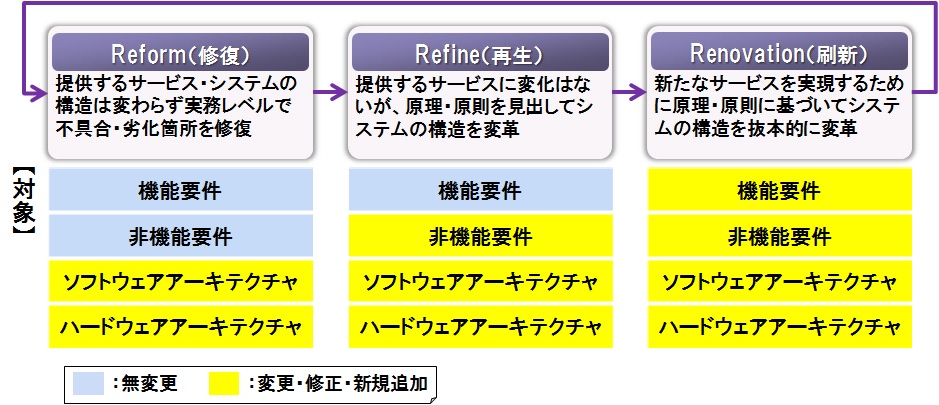 Reform(修復)
提供するサービス・システムの
構造は変わらず実務レベルで
不具合・劣化箇所を修復
Refine(再生)
提供するサービスに変化はな
いが、原理・原則を見出してシ
ステムの構造を変革
Renovation(刷新)
新たなサービスを実現するため
に原理・原則に基づいてシステ
ムの構造を抜本的に変革
【対象】
機能要件
機能要件
機能要件
非機能要件
非機能要件
非機能要件
ソフトウェアアーキテクチャ
ソフトウェアアーキテクチャ
ソフトウェアアーキテクチャ
ハードウェアアーキテクチャ
ハードウェアアーキテクチャ
ハードウェアアーキテクチャ
：無変更
：変更・修正・新規追加